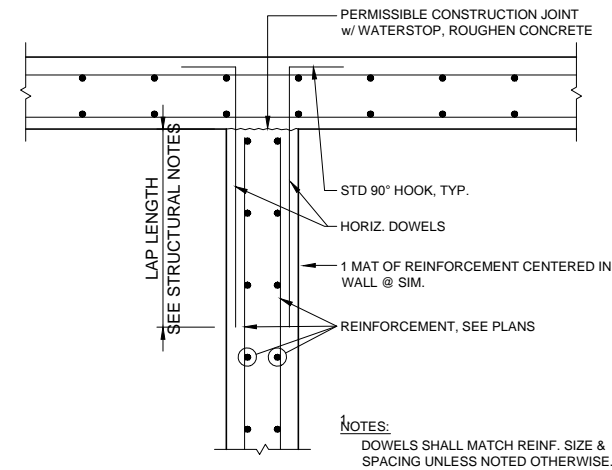 PERMISSIBLE CONSTRUCTION JOINT
w/ WATERSTOP, ROUGHEN CONCRETE
LAP LENGTH
SEE STRUCTURAL NOTES
STD 90° HOOK, TYP.
HORIZ. DOWELS
1 MAT OF REINFORCEMENT CENTERED IN
WALL @ SIM.
REINFORCEMENT, SEE PLANS
1
NOTES:
DOWELS SHALL MATCH REINF. SIZE &
SPACING UNLESS NOTED OTHERWISE.